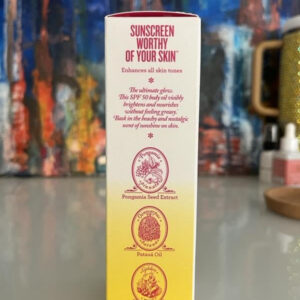 SUNSCREEN
WORTHY
OF YOUR SKIN™
Enhances all skin tones
The ultimate glow.
This SPF 50 body oil visibly
brightens and nourishes
without feeling greasy.
Bask in the beachy and nostalgic
scent of sunshine on skin.
Pongamia Seed Extract
Patauá Oil